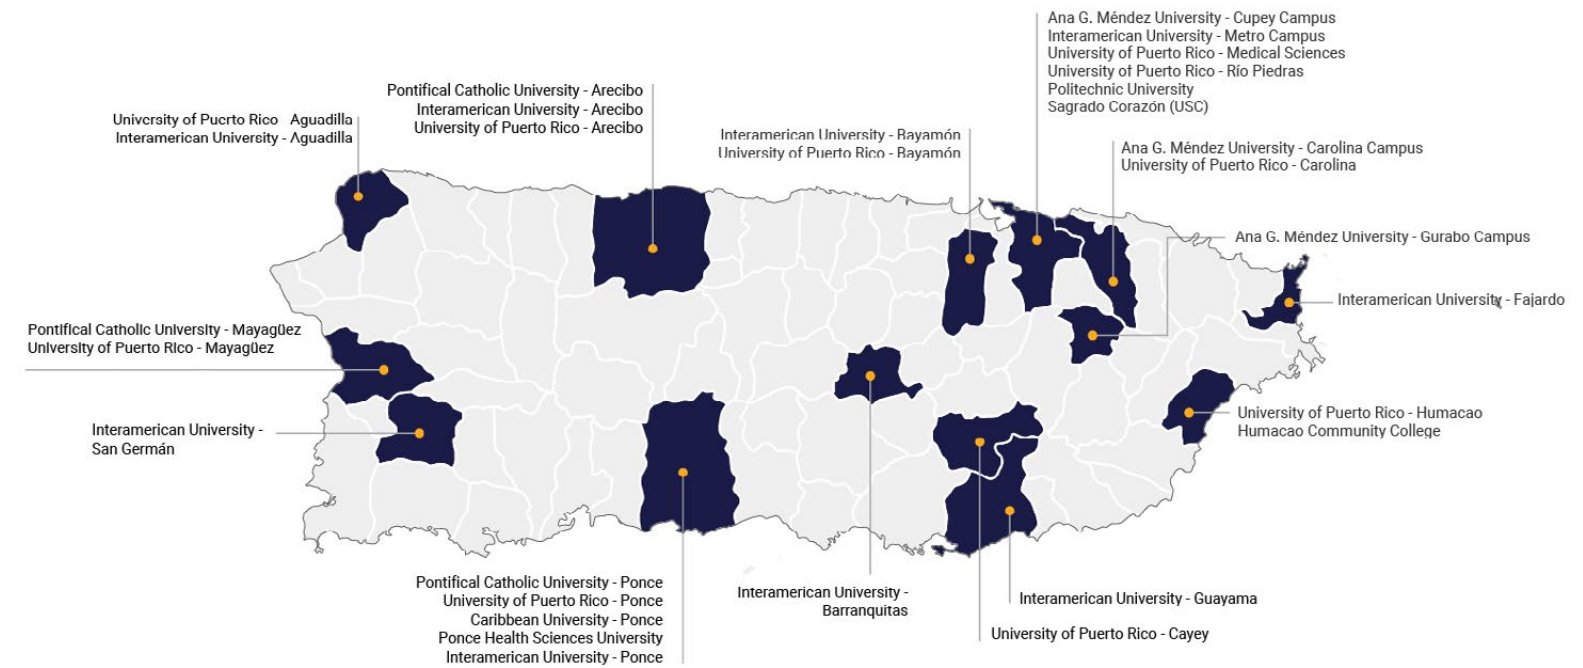 Ana G. Méndez University - Cupey Campus
Interamerican University - Metro Campus
University of Puerto Rico - Medical Sciences
University of Puerto Rico - Río Piedras
Politechnic University
Sagrado Corazón (USC)
Pontifical Catholic University - Arecibo
Interamerican University - Arecibo
University of Puerto Rico - Arecibo
University of Puerto Rico Aguadilla
Interamerican University - Aguadilla
Interamerican University - Bayamón
University of Puerto Rico - Bayamón
Ana G. Méndez University - Carolina Campus
University of Puerto Rico - Carolina
Ana G. Méndez University - Gurabo Campus
Interamerican University - Fajardo
Pontifical Catholic University - Mayagüez
University of Puerto Rico - Mayagüez
Interamerican University -
San Germán
University of Puerto Rico - Humacao
Humacao Community College
Pontifical Catholic University - Ponce
University of Puerto Rico - Ponce
Caribbean University - Ponce
Ponce Health Sciences University
Interamerican University - Ponce
Interamerican University -
Barranquitas
Interamerican University - Guayama
University of Puerto Rico - Cayey